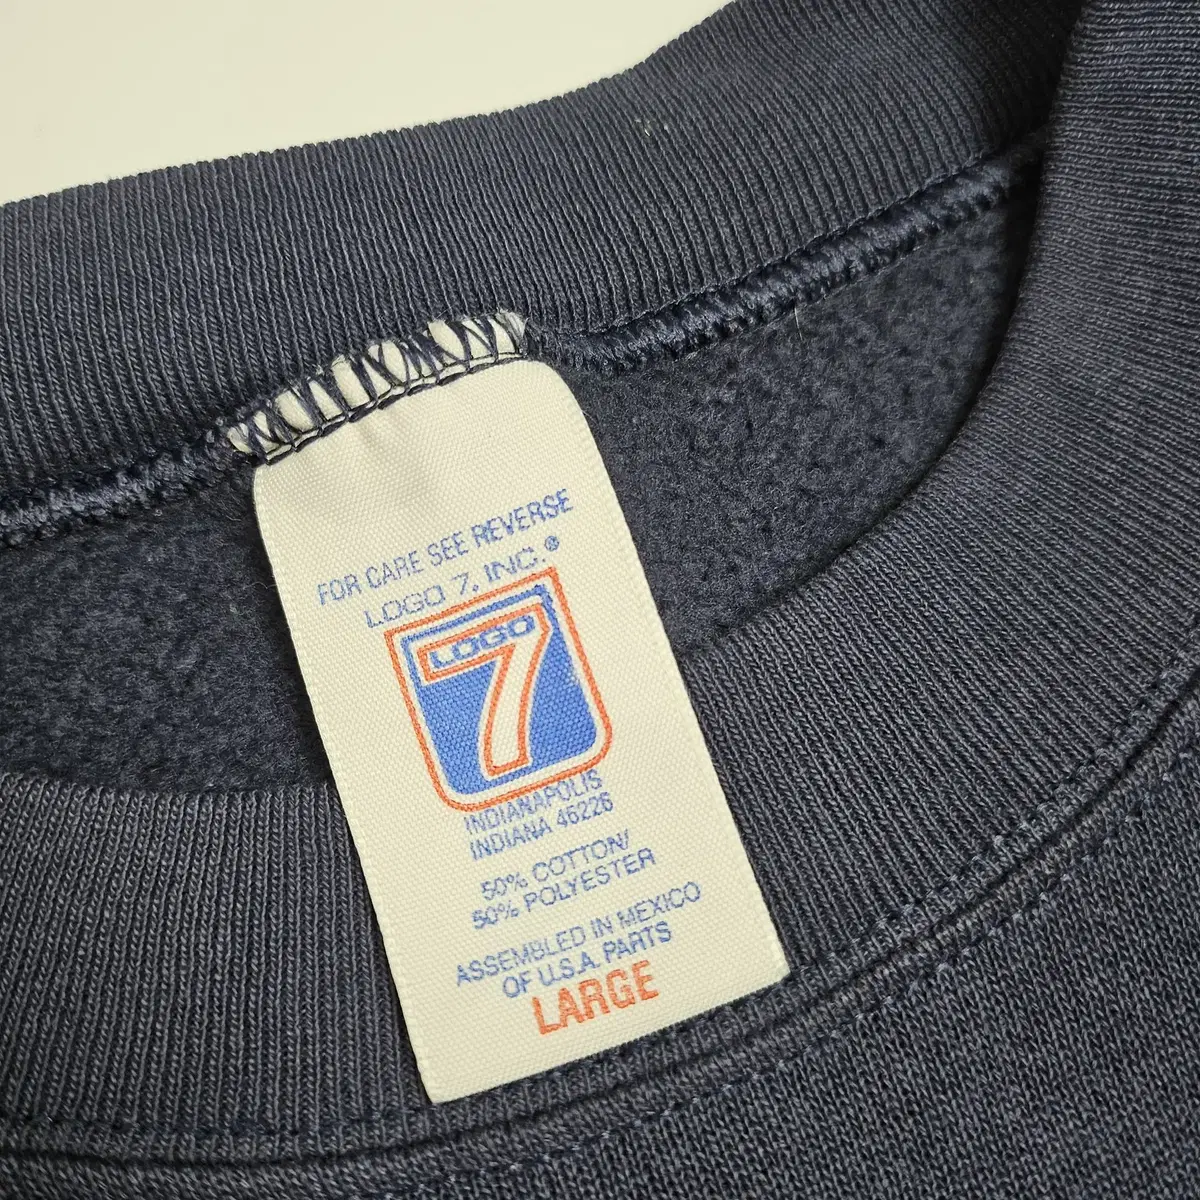 FOR CARE SEE REVERSE
LOGO 7, INC.®
LOGO
7
INDIANAPOLIS
INDIANA 46226
50% COTTON/
50% POLYESTER
ASSEMBLED IN MEXICO
OF U.S.A. PARTS
LARGE